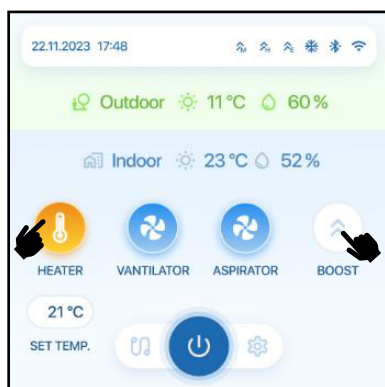 22.11.2023 17:48
Outdoor 11 °C 60 %
Indoor 23 °C 52 %
HEATER VANTILATOR ASPIRATOR BOOST
21 °C
SET TEMP.